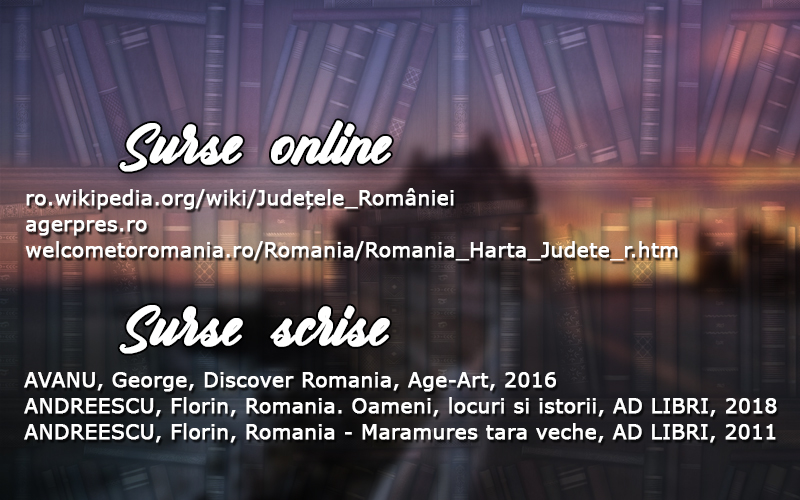 Surse online
ro.wikipedia.org/wiki/Județele_României
agerpres.ro
welcometoromania.ro/Romania/Romania_Harta_Judete_r.htm
Surse scrise
AVANU, George, Discover Romania, Age-Art, 2016
ANDREESCU, Florin, Romania. Oameni, locuri si istorii, AD LIBRI, 2018
ANDREESCU, Florin, Romania - Maramures tara veche, AD LIBRI, 2011